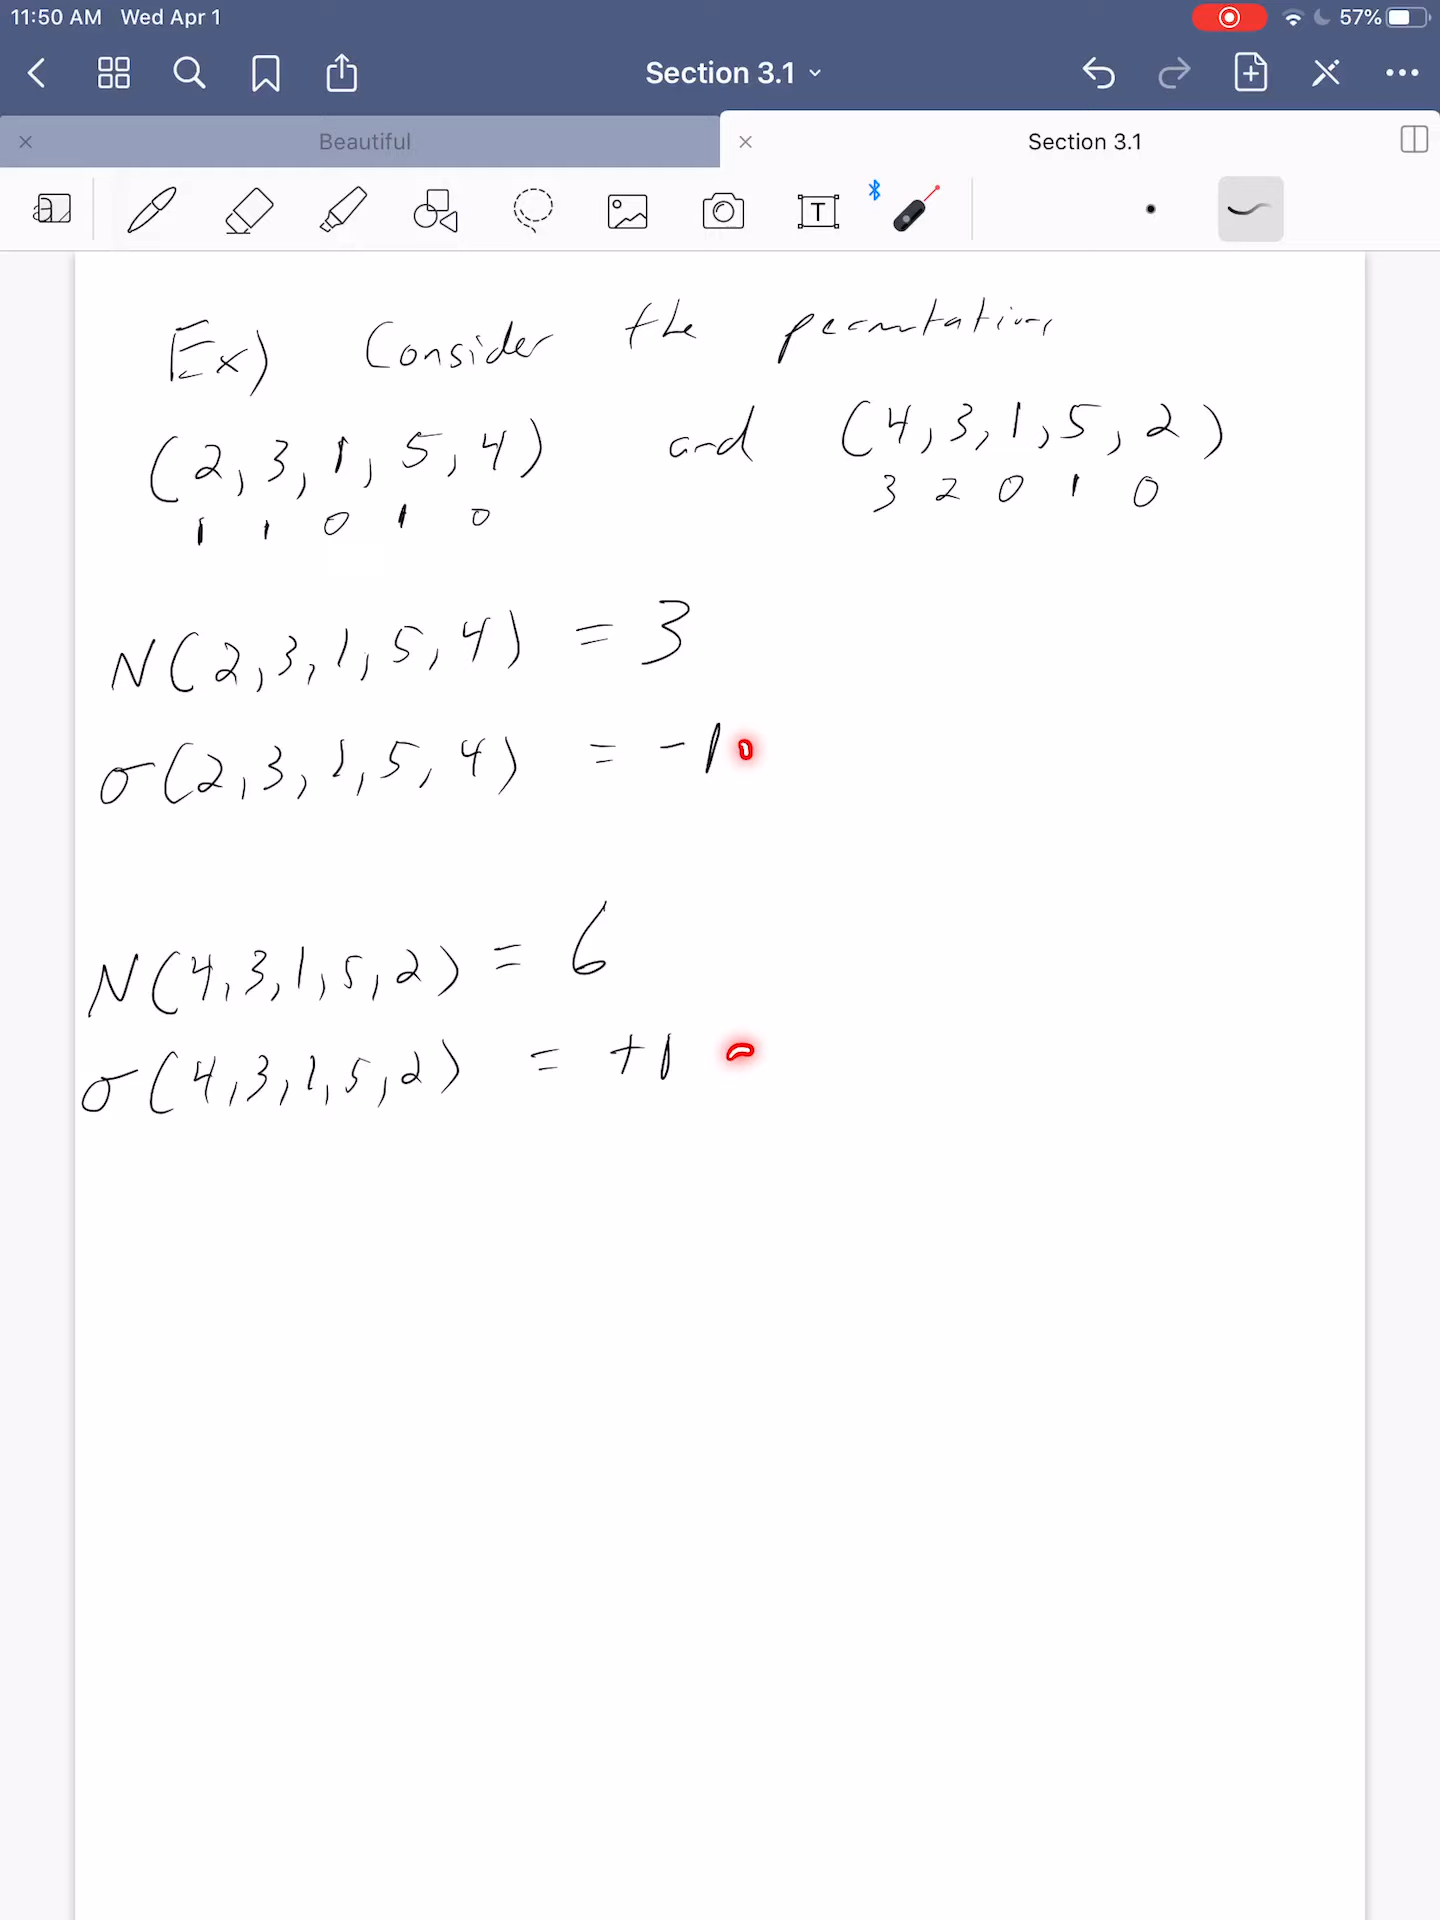 11:50 AM Wed Apr 1 57%
Section 3.1
Beautiful Section 3.1
T
Ex) Consider the permutations
(2, 3, 1, 5, 4) and (4, 3, 1, 5, 2)
1 1 0 1 0 3 2 0 1 0
N(2, 3, 1, 5, 4) = 3
σ(2, 3, 1, 5, 4) = -1
N(4, 3, 1, 5, 2) = 6
σ(4, 3, 1, 5, 2) = +1